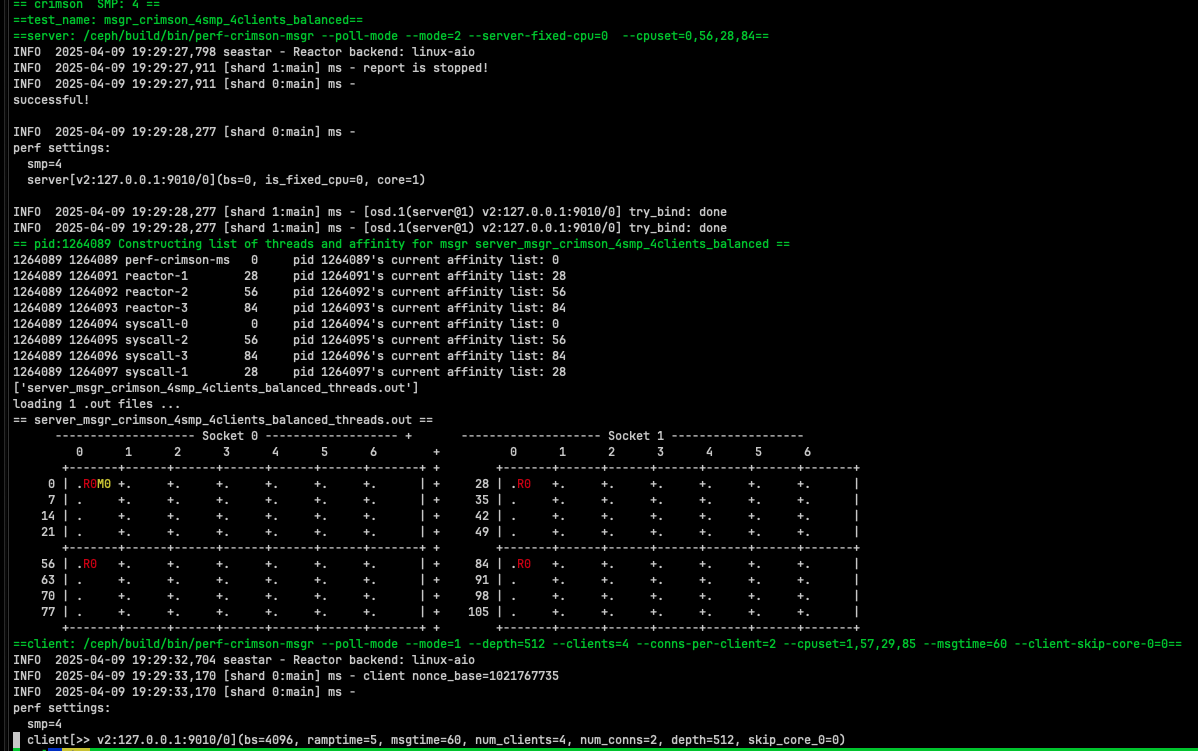 == crimson  SMP: 4 ==
==test_name: msgr_crimson_4smp_4clients_balanced==
==server: /ceph/build/bin/perf-crimson-msgr --poll-mode --mode=2 --server-fixed-cpu=0  --cpuset=0,56,28,84==
INFO  2025-04-09 19:29:27,798 seastar - Reactor backend: linux-aio
INFO  2025-04-09 19:29:27,911 [shard 1:main] ms - report is stopped!
INFO  2025-04-09 19:29:27,911 [shard 0:main] ms -
successful!
INFO  2025-04-09 19:29:28,277 [shard 0:main] ms -
perf settings:
  smp=4
  server[v2:127.0.0.1:9010/0](bs=0, is_fixed_cpu=0, core=1)
INFO  2025-04-09 19:29:28,277 [shard 1:main] ms - [osd.1(server@1) v2:127.0.0.1:9010/0] try_bind: done
INFO  2025-04-09 19:29:28,277 [shard 1:main] ms - [osd.1(server@1) v2:127.0.0.1:9010/0] try_bind: done
== pid:1264089 Constructing list of threads and affinity for msgr server_msgr_crimson_4smp_4clients_balanced ==
1264089 1264089 perf-crimson-ms   0     pid 1264089's current affinity list: 0
1264089 1264091 reactor-1        28     pid 1264091's current affinity list: 28
1264089 1264092 reactor-2        56     pid 1264092's current affinity list: 56
1264089 1264093 reactor-3        84     pid 1264093's current affinity list: 84
1264089 1264094 syscall-0         0     pid 1264094's current affinity list: 0
1264089 1264095 syscall-2        56     pid 1264095's current affinity list: 56
1264089 1264096 syscall-3        84     pid 1264096's current affinity list: 84
1264089 1264097 syscall-1        28     pid 1264097's current affinity list: 28
['server_msgr_crimson_4smp_4clients_balanced_threads.out']
loading 1 .out files ...
== server_msgr_crimson_4smp_4clients_balanced_threads.out ==
      -------------------- Socket 0 ------------------- +       -------------------- Socket 1 -------------------
         0      1      2      3      4      5      6        +          0      1      2      3      4      5      6
       +-------+------+------+------+------+------+-------+ +        +-------+------+------+------+------+------+-------+
     0 | .R0M0 +.     +.     +.     +.     +.     +.      | +     28 | .R0   +.     +.     +.     +.     +.     +.      |
     7 | .     +.     +.     +.     +.     +.     +.      | +     35 | .     +.     +.     +.     +.     +.     +.      |
    14 | .     +.     +.     +.     +.     +.     +.      | +     42 | .     +.     +.     +.     +.     +.     +.      |
    21 | .     +.     +.     +.     +.     +.     +.      | +     49 | .     +.     +.     +.     +.     +.     +.      |
       +-------+------+------+------+------+------+-------+ +        +-------+------+------+------+------+------+-------+
    56 | .R0   +.     +.     +.     +.     +.     +.      | +     84 | .R0   +.     +.     +.     +.     +.     +.      |
    63 | .     +.     +.     +.     +.     +.     +.      | +     91 | .     +.     +.     +.     +.     +.     +.      |
    70 | .     +.     +.     +.     +.     +.     +.      | +     98 | .     +.     +.     +.     +.     +.     +.      |
    77 | .     +.     +.     +.     +.     +.     +.      | +    105 | .     +.     +.     +.     +.     +.     +.      |
       +-------+------+------+------+------+------+-------+ +        +-------+------+------+------+------+------+-------+
==client: /ceph/build/bin/perf-crimson-msgr --poll-mode --mode=1 --depth=512 --clients=4 --conns-per-client=2 --cpuset=1,57,29,85 --msgtime=60 --client-skip-core-0=0==
INFO  2025-04-09 19:29:32,704 seastar - Reactor backend: linux-aio
INFO  2025-04-09 19:29:33,170 [shard 0:main] ms - client nonce_base=1021767735
INFO  2025-04-09 19:29:33,170 [shard 0:main] ms -
perf settings:
  smp=4
  client[>> v2:127.0.0.1:9010/0](bs=4096, ramptime=5, msgtime=60, num_clients=4, num_conns=2, depth=512, skip_core_0=0)